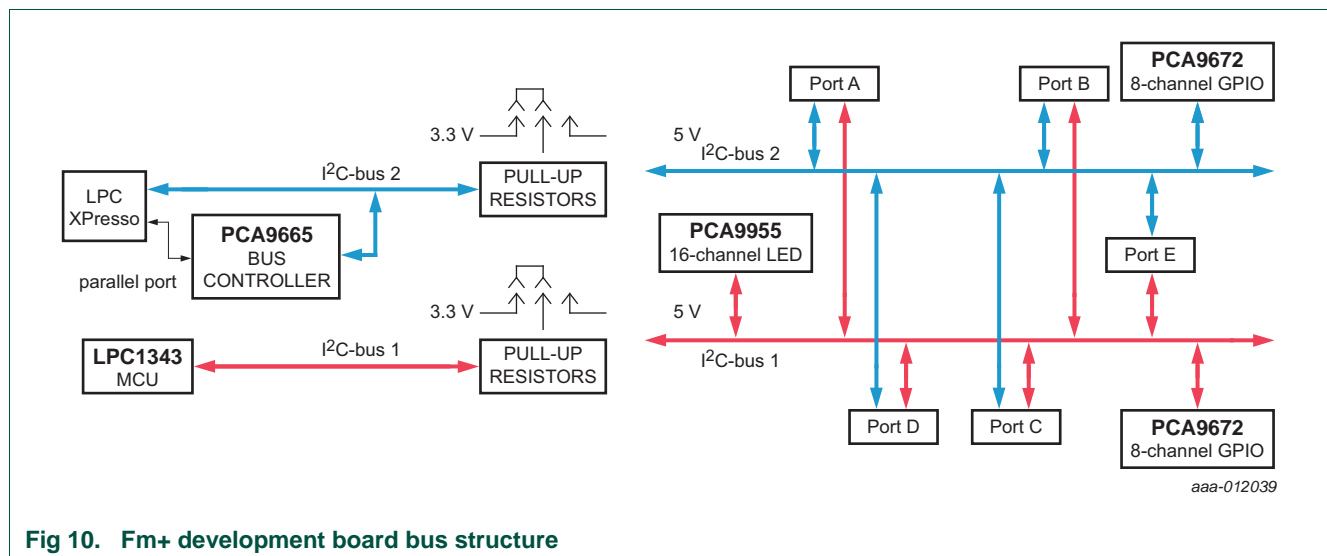 Port A
Port B
PCA9672
8-channel GPIO
3.3 V
5 V
I2C-bus 2
I2C-bus 2
LPC
XPresso
PULL-UP
RESISTORS
PCA9665
BUS
CONTROLLER
parallel port
PCA9955
16-channel LED
Port E
3.3 V
5 V
LPC1343
MCU
I2C-bus 1
PULL-UP
RESISTORS
I2C-bus 1
Port D
Port C
PCA9672
8-channel GPIO
aaa-012039
Fig 10. Fm+ development board bus structure